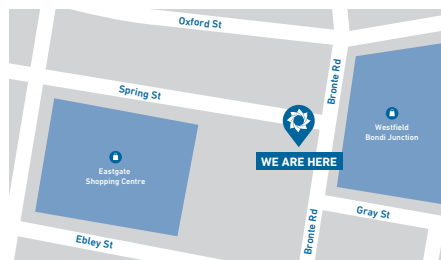 Oxford St
Bronte Rd
Spring St
Westfield
Bondi Junction
WE ARE HERE
Eastgate
Shopping Centre
Gray St
Bronte Rd
Ebley St